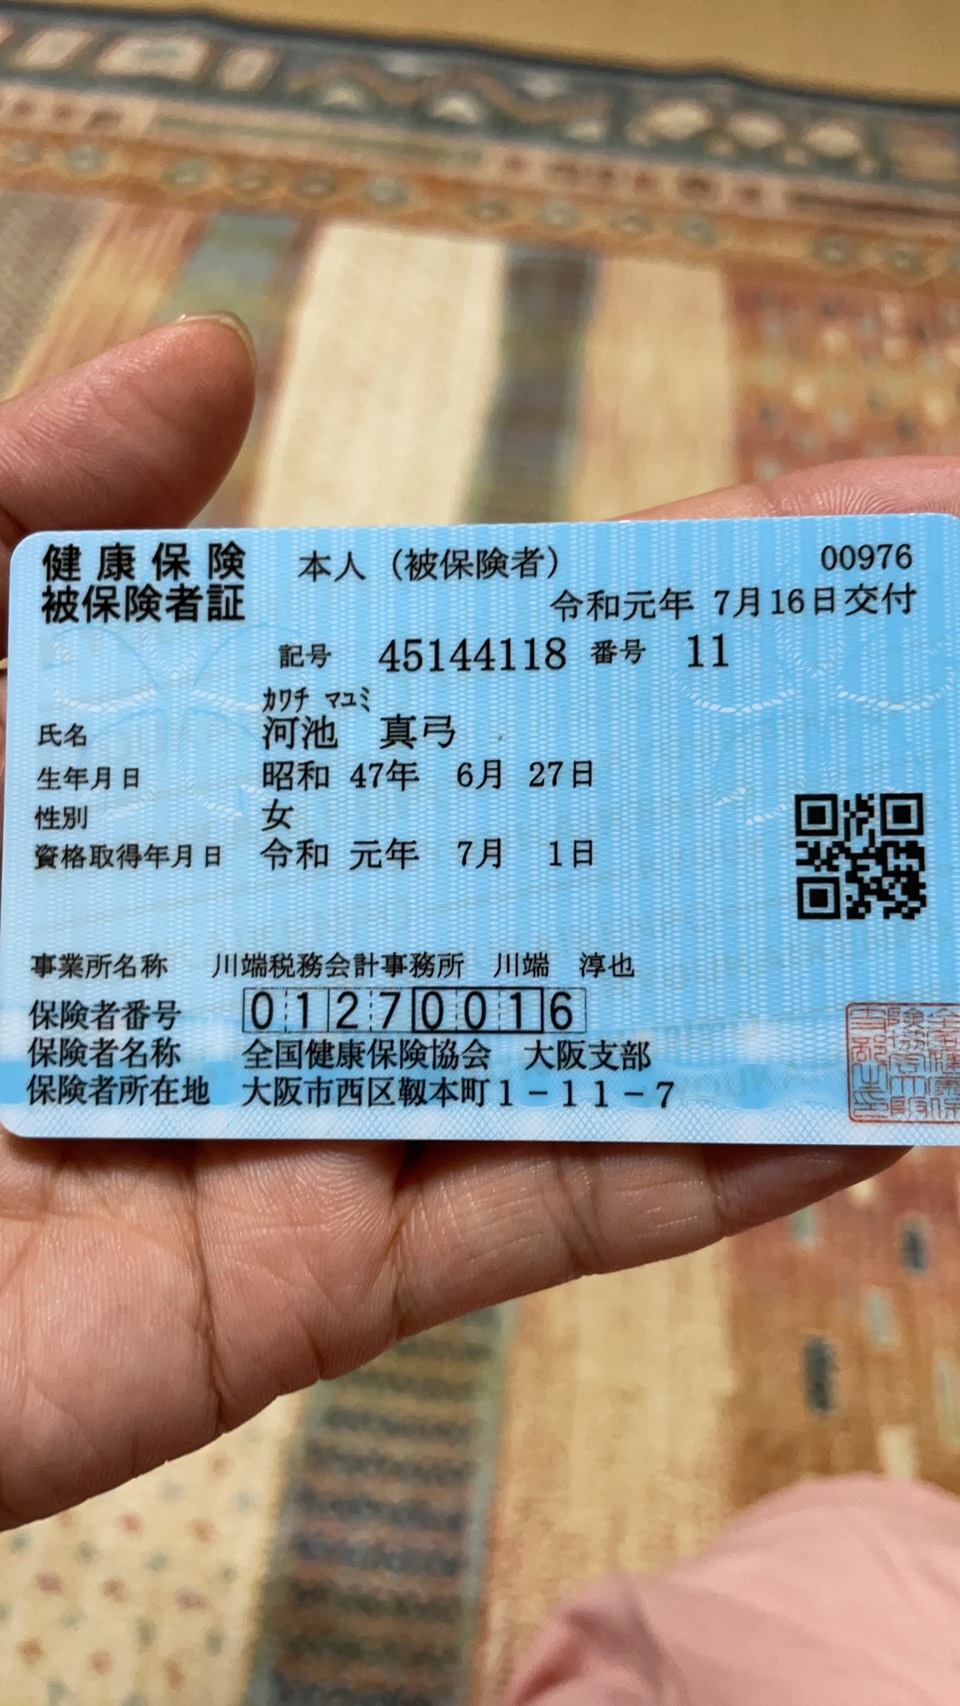 健康保険 本人（被保険者） 00976
被保険者証 令和元年 7月16日交付
記号 45144118 番号 11
ｶﾜﾁ ﾏﾕﾐ
氏名 河池 真弓
生年月日 昭和 47年 6月 27日
性別 女
資格取得年月日 令和 元年 7月 1日
事業所名称 川端税務会計事務所 川端 淳也
保険者番号 01270016
保険者名称 全国健康保険協会 大阪支部
保険者所在地 大阪市西区靱本町1-11-7